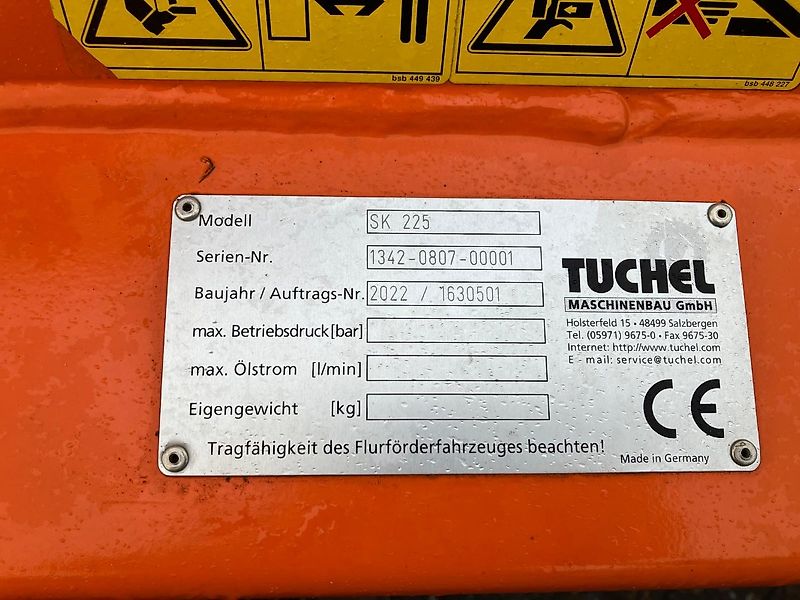 bsb 449 439
bsb 448 227
Modell SK 225
Serien-Nr. 1342-0807-00001
Baujahr / Auftrags-Nr. 2022 / 1630501
max. Betriebsdruck [bar]
max. Ölstrom [l/min]
Eigengewicht [kg]
Tragfähigkeit des Flurförderfahrzeuges beachten!
TUCHEL
MASCHINENBAU GmbH
Holsterfeld 15 • 48499 Salzbergen
Tel. (05971) 9675-0 • Fax 9675-30
Internet: http://www.tuchel.com
E - mail: service@tuchel.com
CE
Made in Germany